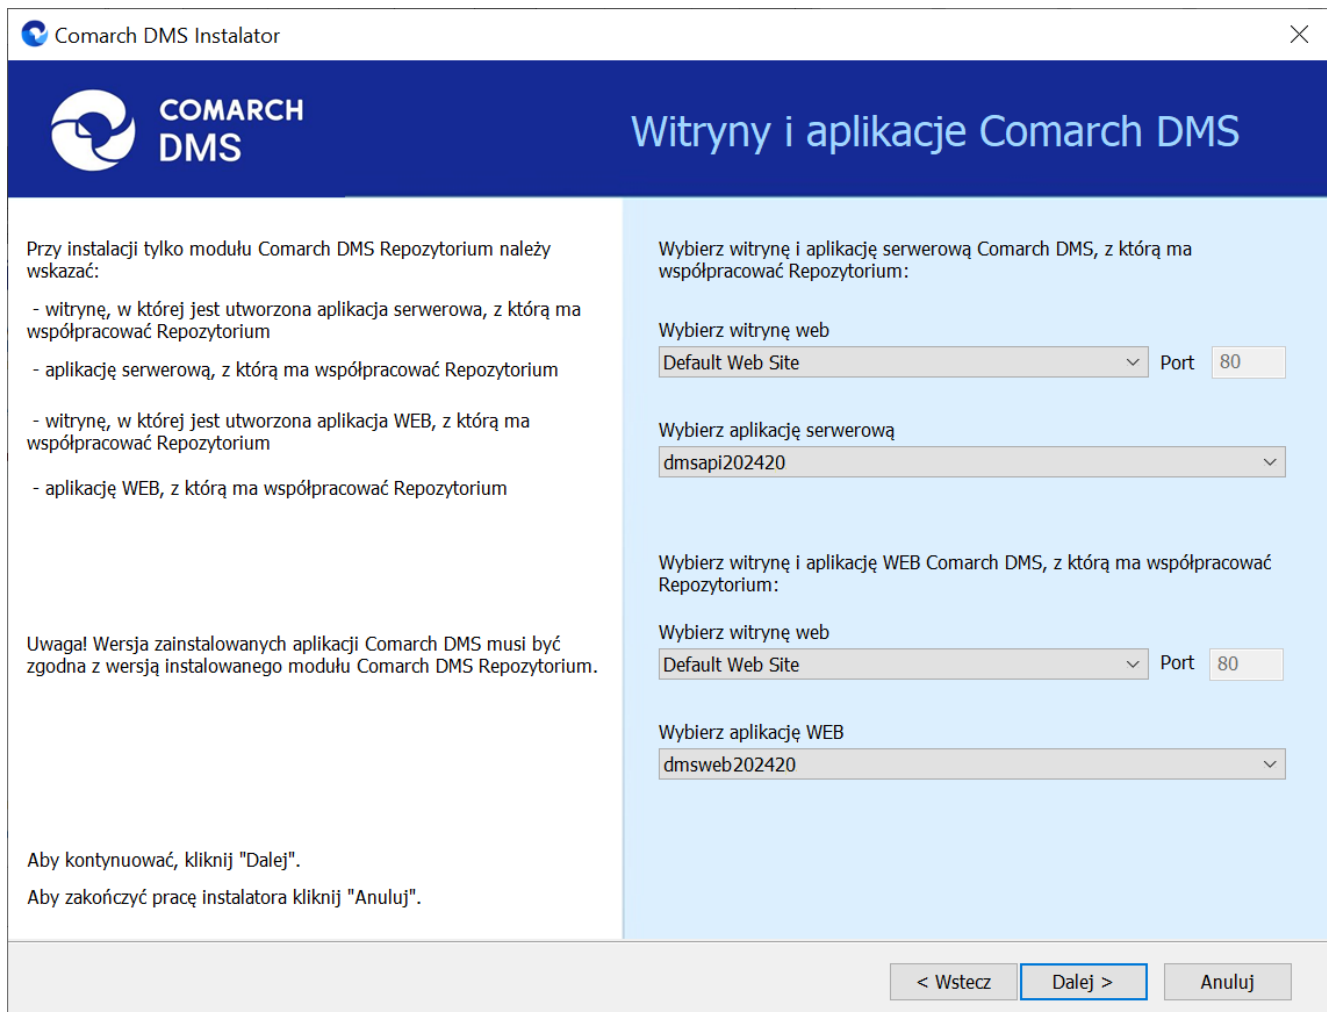 Comarch DMS Instalator
COMARCH
DMS
Witryny i aplikacje Comarch DMS
Przy instalacji tylko modułu Comarch DMS Repozytorium należy
wskazać:
- witrynę, w której jest utworzona aplikacja serwerowa, z którą ma
współpracować Repozytorium
- aplikację serwerową, z którą ma współpracować Repozytorium
- witrynę, w której jest utworzona aplikacja WEB, z którą ma
współpracować Repozytorium
- aplikację WEB, z którą ma współpracować Repozytorium
Uwaga! Wersja zainstalowanych aplikacji Comarch DMS musi być
zgodna z wersją instalowanego modułu Comarch DMS Repozytorium.
Aby kontynuować, kliknij "Dalej".
Aby zakończyć pracę instalatora kliknij "Anuluj".
Wybierz witrynę i aplikację serwerową Comarch DMS, z którą ma
współpracować Repozytorium:
Wybierz witrynę web
Default Web Site Port 80
Wybierz aplikację serwerową
dmsapi202420
Wybierz witrynę i aplikację WEB Comarch DMS, z którą ma współpracować
Repozytorium:
Wybierz witrynę web
Default Web Site Port 80
Wybierz aplikację WEB
dmsweb202420
< Wstecz Dalej > Anuluj